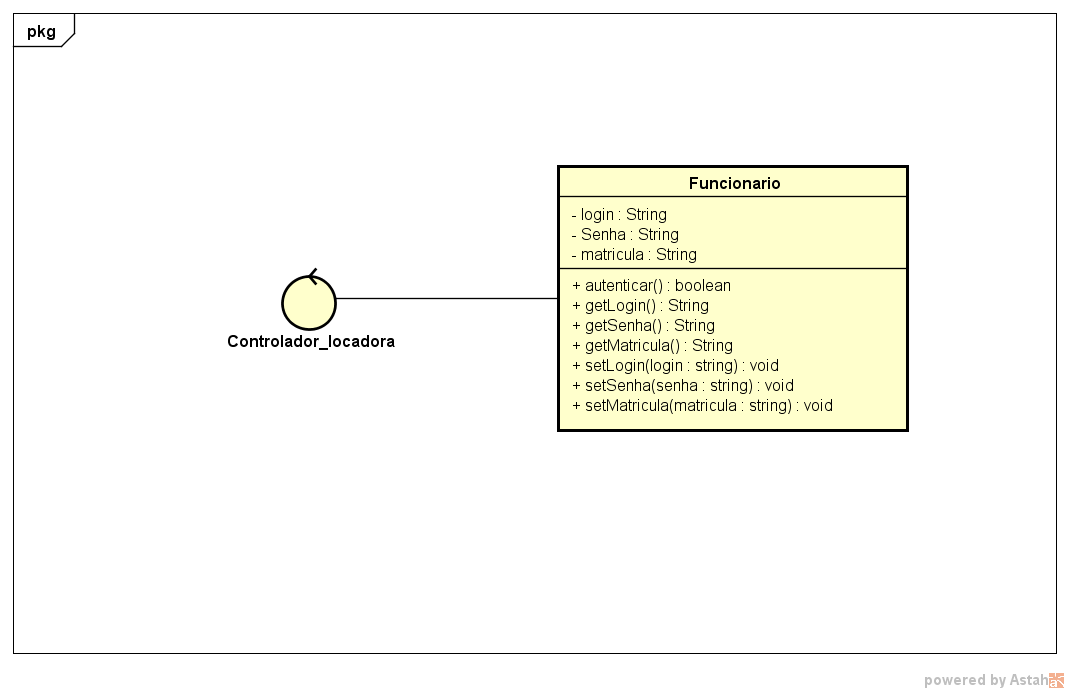 pkg
Funcionario
- login : String
- Senha : String
- matricula : String
+ autenticar() : boolean
+ getLogin() : String
+ getSenha() : String
+ getMatricula() : String
+ setLogin(login : string) : void
+ setSenha(senha : string) : void
+ setMatricula(matricula : string) : void
Controlador_locadora
powered by Astah